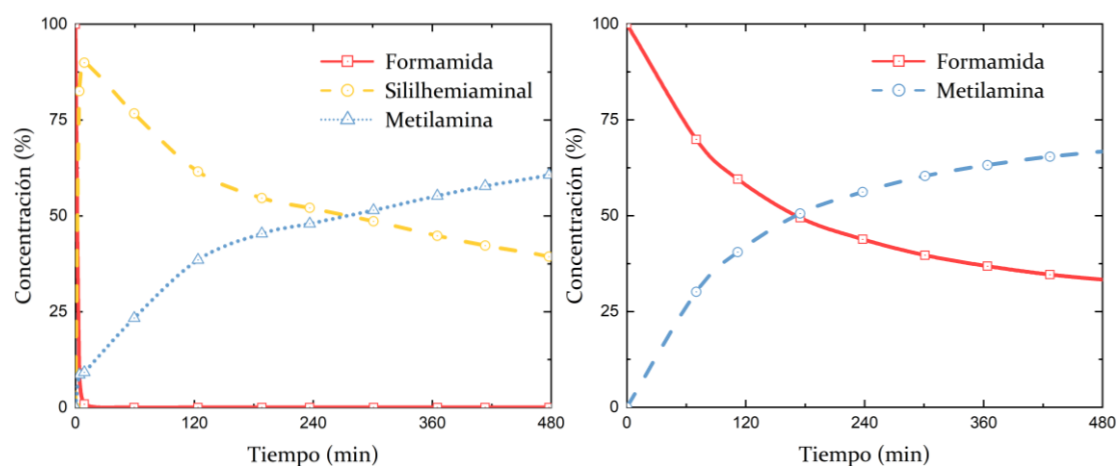 100
75
50
25
0
Concentración (%)
Formamida
Sililhemiaminal
Metilamina
0 120 240 360 480
Tiempo (min)
100
75
50
25
0
Concentración (%)
Formamida
Metilamina
0 120 240 360 480
Tiempo (min)